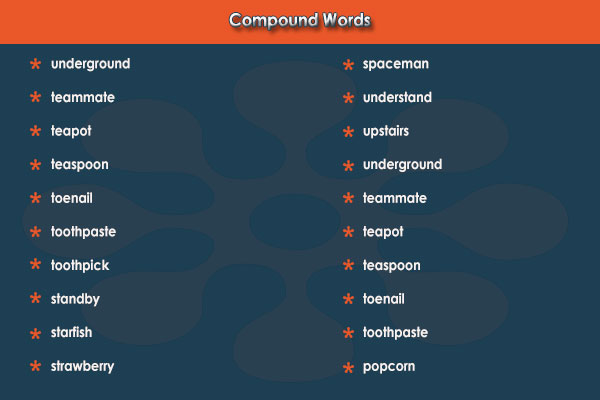 Compound Words
* underground
* teammate
* teapot
* teaspoon
* toenail
* toothpaste
* toothpick
* standby
* starfish
* strawberry
* spaceman
* understand
* upstairs
* underground
* teammate
* teapot
* teaspoon
* toenail
* toothpaste
* popcorn